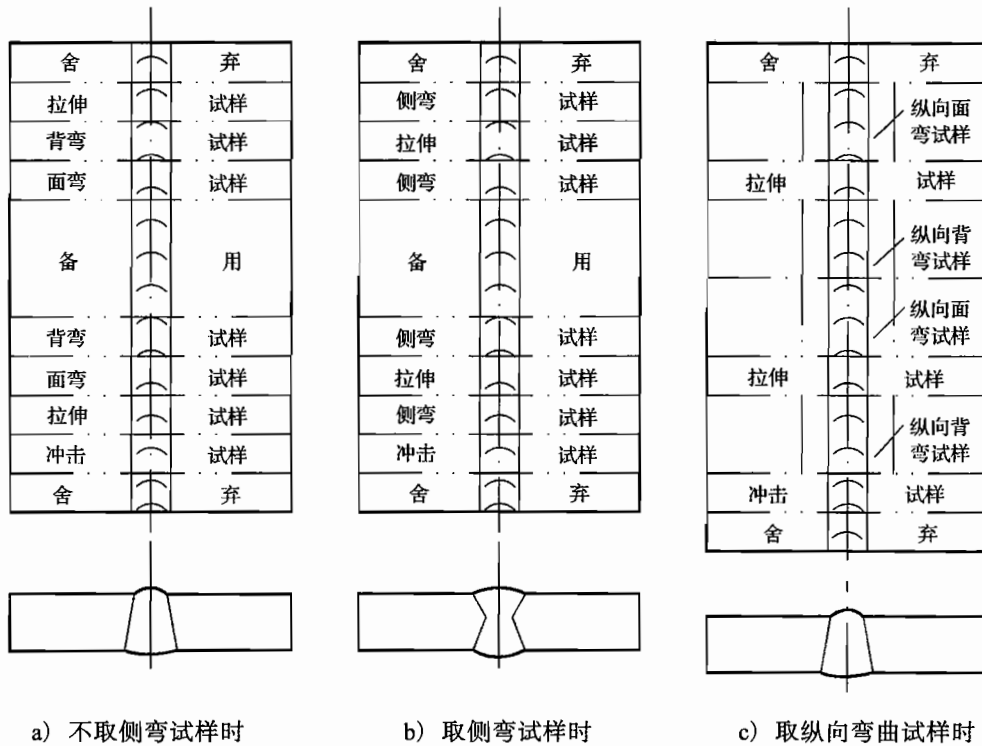 舍 弃
拉伸 试样
背弯 试样
面弯 试样
备 用
背弯 试样
面弯 试样
拉伸 试样
冲击 试样
舍 弃
a) 不取侧弯试样时
舍 弃
侧弯 试样
拉伸 试样
侧弯 试样
备 用
侧弯 试样
拉伸 试样
侧弯 试样
冲击 试样
舍 弃
b) 取侧弯试样时
舍 弃
纵向面
弯试样
拉伸 试样
纵向背
弯试样
纵向面
弯试样
拉伸 试样
纵向背
弯试样
冲击 试样
舍 弃
c) 取纵向弯曲试样时